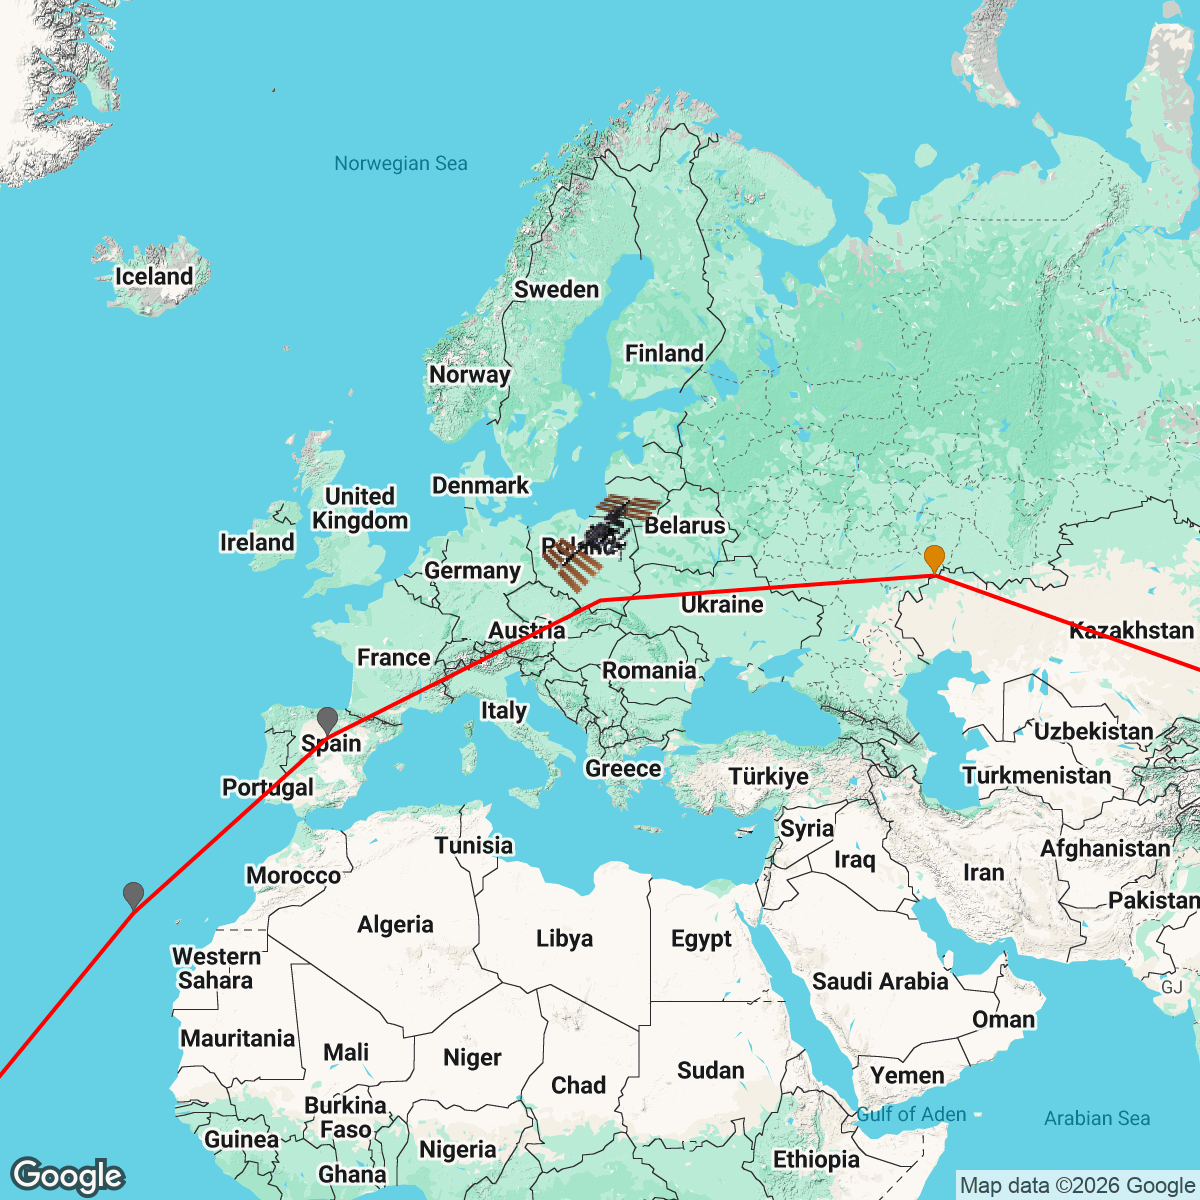 Norwegian Sea
Iceland
Sweden
Finland
Norway
Denmark
United
Kingdom
Ireland
Belarus
Poland
Germany
Ukraine
Austria
Kazakhstan
France
Romania
Italy
Spain
Uzbekistan
Greece
Türkiye
Turkmenistan
Portugal
Syria
Tunisia
Iraq
Afghanistan
Morocco
Iran
Pakistan
Algeria
Libya
Egypt
Western
Sahara
Saudi Arabia
GJ
Oman
Mauritania
Mali
Niger
Sudan
Yemen
Chad
Burkina
Faso
Gulf of Aden
Arabian Sea
Guinea
Nigeria
Ethiopia
Ghana
Google
Map data ©2026 Google